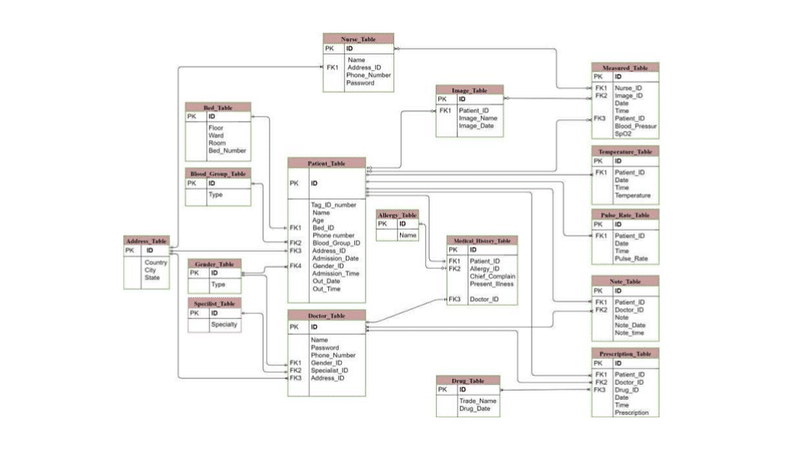 Nurse_Table
PK ID
Name
FK1 Address_ID
Phone_Number
Password
Measured_Table
PK ID
FK1 Nurse_ID
FK2 Image_ID
Date
Time
FK3 Patient_ID
Blood_Pressur
SpO2
Image_Table
PK ID
FK1 Patient_ID
Image_Name
Image_Date
Bed_Table
PK ID
Floor
Ward
Room
Bed_Number
Temperature_Table
PK ID
FK1 Patient_ID
Date
Time
Temperature
Patient_Table
PK ID
Tag_ID_number
Name
Age
FK1 Bed_ID
Phone number
FK2 Blood_Group_ID
FK3 Address_ID
Admission_Date
FK4 Gender_ID
Admission_Time
Out_Date
Out_Time
Blood_Group_Table
PK ID
Type
Allergy_Table
PK ID
Name
Pulse_Rate_Table
PK ID
FK1 Patient_ID
Date
Time
Pulse_Rate
Address_Table
PK ID
Country
City
State
Medical_History_Table
PK ID
FK1 Patient_ID
FK2 Allergy_ID
Chief_Complain
Present_Illness
FK3 Doctor_ID
Gender_Table
PK ID
Type
Specilist_Table
PK ID
Specialty
Note_Table
PK ID
FK1 Patient_ID
FK2 Doctor_ID
Note
Note_Date
Note_time
Doctor_Table
PK ID
Name
Password
Phone_Number
FK1 Gender_ID
FK2 Specialist_ID
FK3 Address_ID
Prescription_Table
PK ID
FK1 Patient_ID
FK2 Doctor_ID
FK3 Drug_ID
Date
Time
Prescription
Drug_Table
PK ID
Trade_Name
Drug_Date